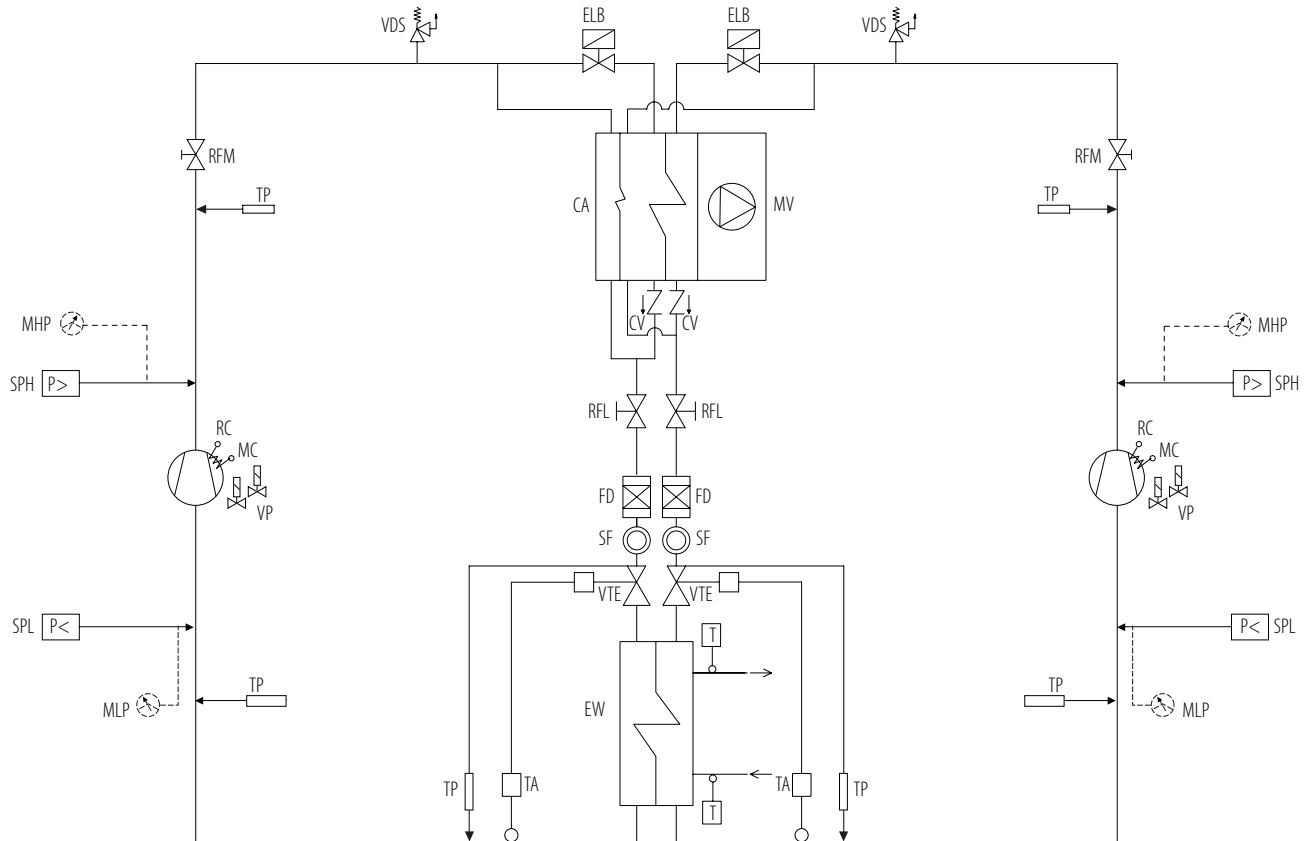 ELB ELB
VDS VDS
RFM RFM
TP TP
CA MV
CV CV
MHP MHP
SPH P> P> SPH
RFL RFL
RC RC
MC MC
FD FD
VP VP
SF SF
VTE VTE
SPL P< P< SPL
T
TP TP
MLP EW MLP
TP TA TA TP
T